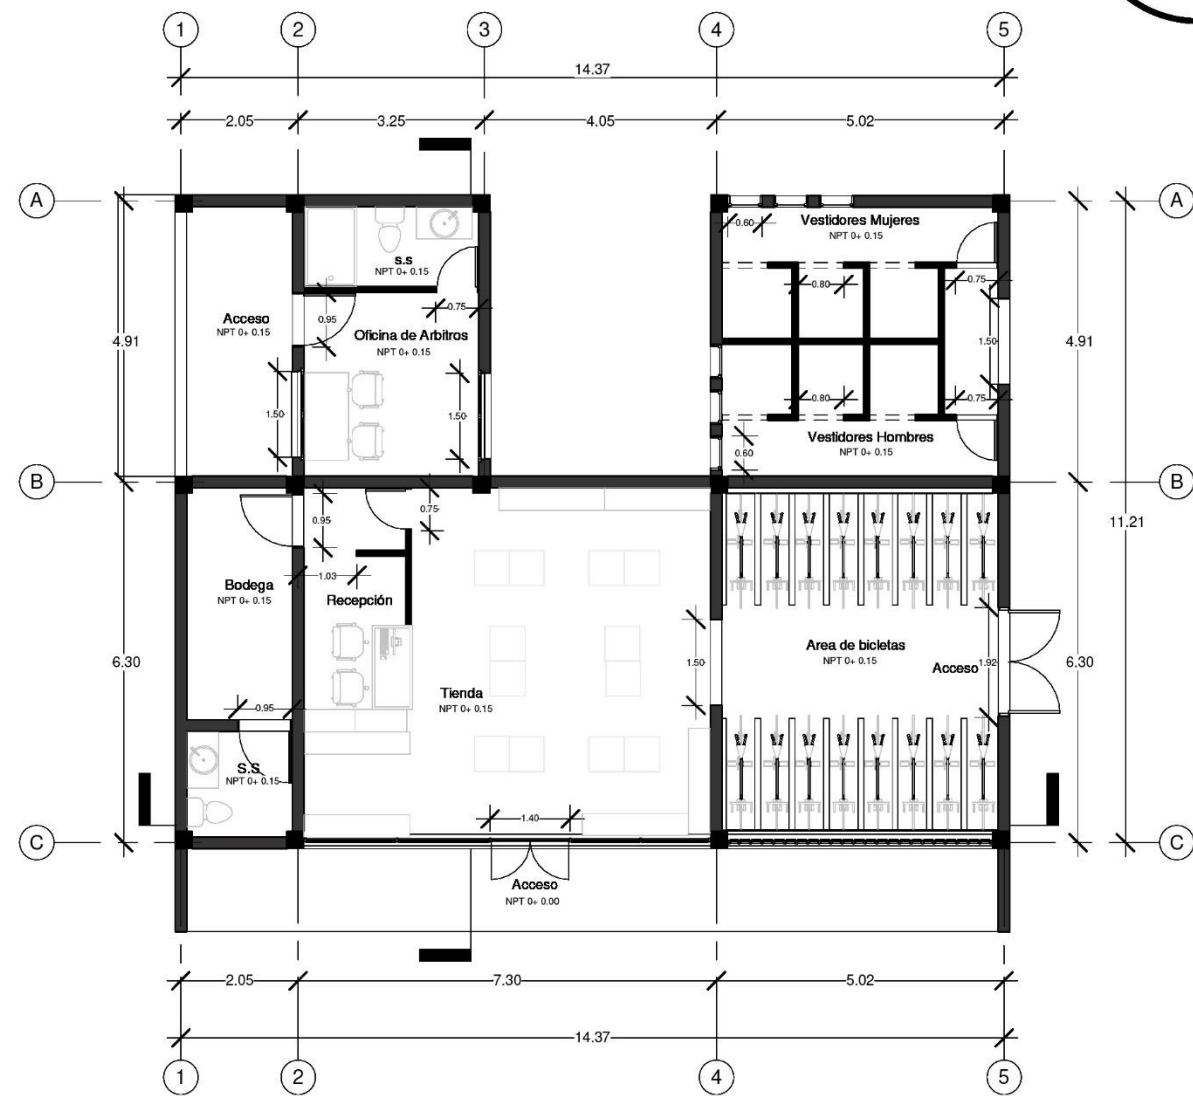 1 2 3 4 5
14.37
2.05 3.25 4.05 5.02
A A
0.60 Vestidores Mujeres
NPT 0+ 0.15
s.s
NPT 0+ 0.15
0.75 0.80 0.75
Acceso
NPT 0+ 0.15
0.95
Oficina de Arbitros
NPT 0+ 0.15
4.91 1.50 4.91
1.50 1.50
0.80 0.75
Vestidores Hombres
NPT 0+ 0.15
0.60
B B
0.95 0.75
11.21
1.03
Bodega
NPT 0+ 0.15
Recepción
6.30 1.50
Area de bicletas
NPT 0+ 0.15
Acceso 1.92 6.30
Tienda
NPT 0+ 0.15
0.95
S.S
NPT 0+ 0.15
1.40
C C
Acceso
NPT 0+ 0.00
2.05 7.30 5.02
14.37
1 2 4 5